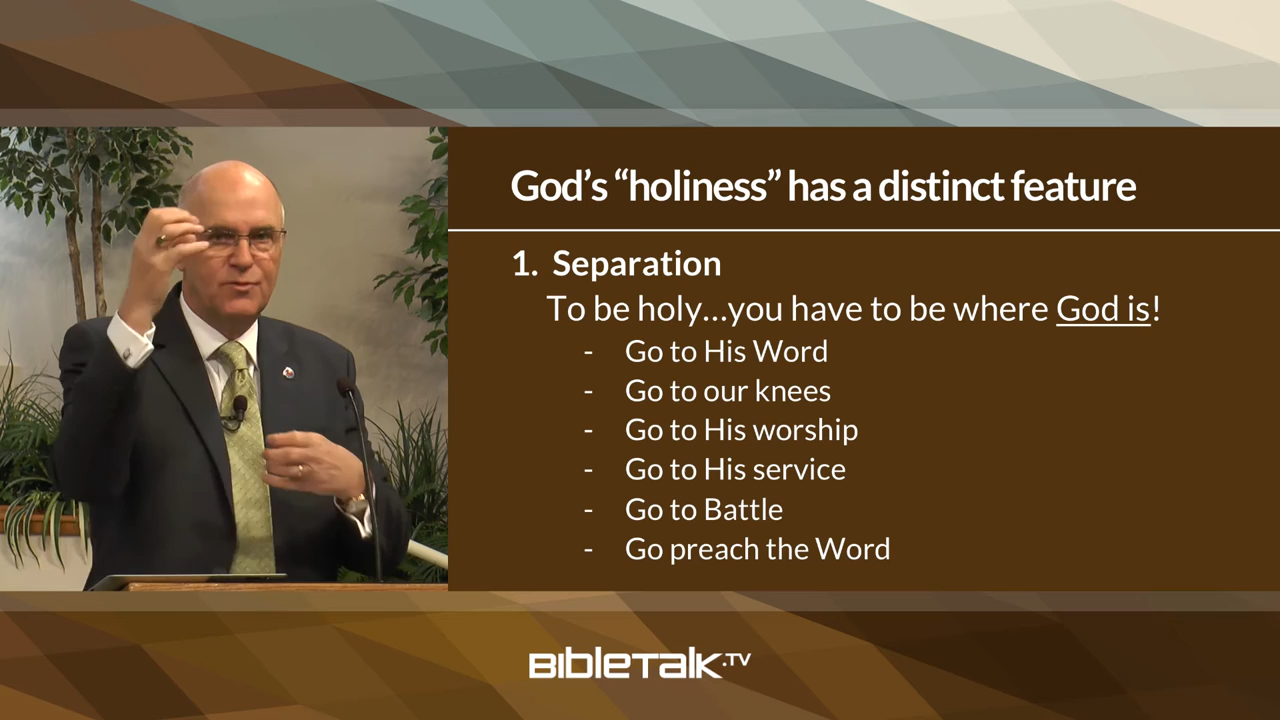 God’s “holiness” has a distinct feature
1. Separation
To be holy...you have to be where God is!
- Go to His Word
- Go to our knees
- Go to His worship
- Go to His service
- Go to Battle
- Go preach the Word
BIBLETALK.TV